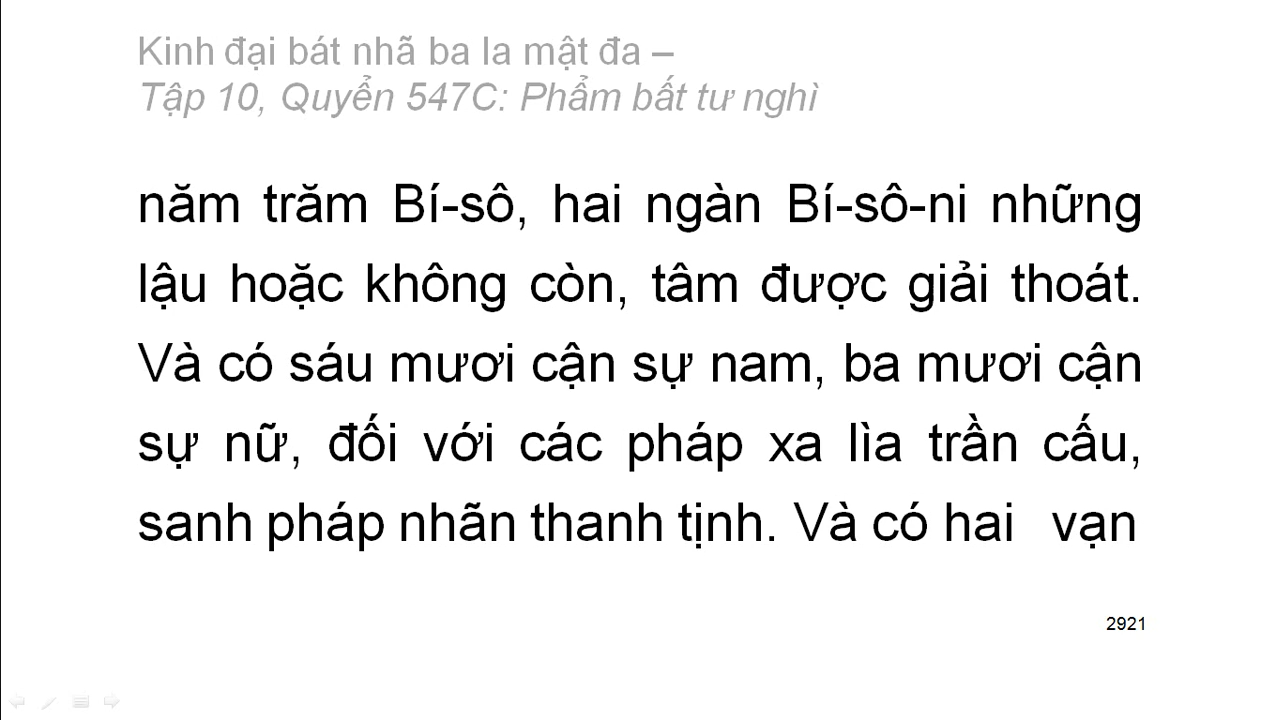 Kinh đại bát nhã ba la mật đa –
Tập 10, Quyển 547C: Phẩm bất tư nghì
năm trăm Bí-sô, hai ngàn Bí-sô-ni những
lậu hoặc không còn, tâm được giải thoát.
Và có sáu mươi cận sự nam, ba mươi cận
sự nữ, đối với các pháp xa lìa trần cấu,
sanh pháp nhãn thanh tịnh. Và có hai vạn
2921